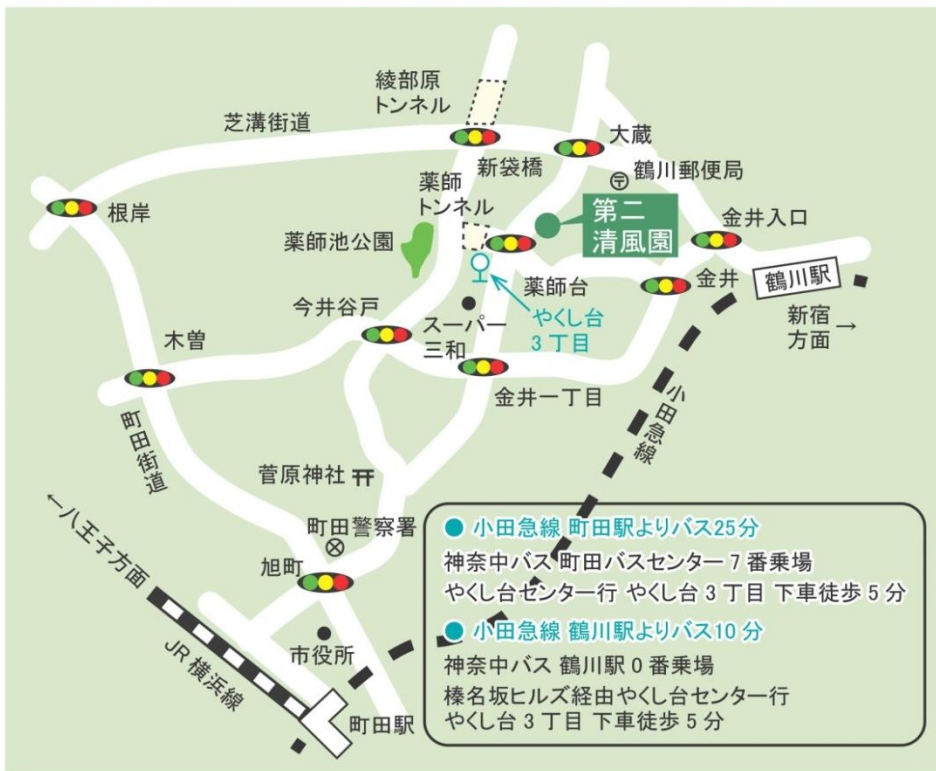 綾部原
トンネル
芝溝街道
大蔵
新袋橋
鶴川郵便局
薬師
トンネル
根岸
第二
清風園
金井入口
薬師池公園
鶴川駅
金井
薬師台
今井谷戸
やくし台
3丁目
新宿
方面→
スーパー
三和
木曽
金井一丁目
小田急線
町田街道
菅原神社
←八王子方面
町田警察署
旭町
JR横浜線
市役所
町田駅
● 小田急線 町田駅よりバス25分
神奈中バス 町田バスセンター7番乗場
やくし台センター行 やくし台3丁目 下車徒歩5分
● 小田急線 鶴川駅よりバス10分
神奈中バス 鶴川駅0番乗場
榛名坂ヒルズ経由やくし台センター行
やくし台3丁目 下車徒歩5分